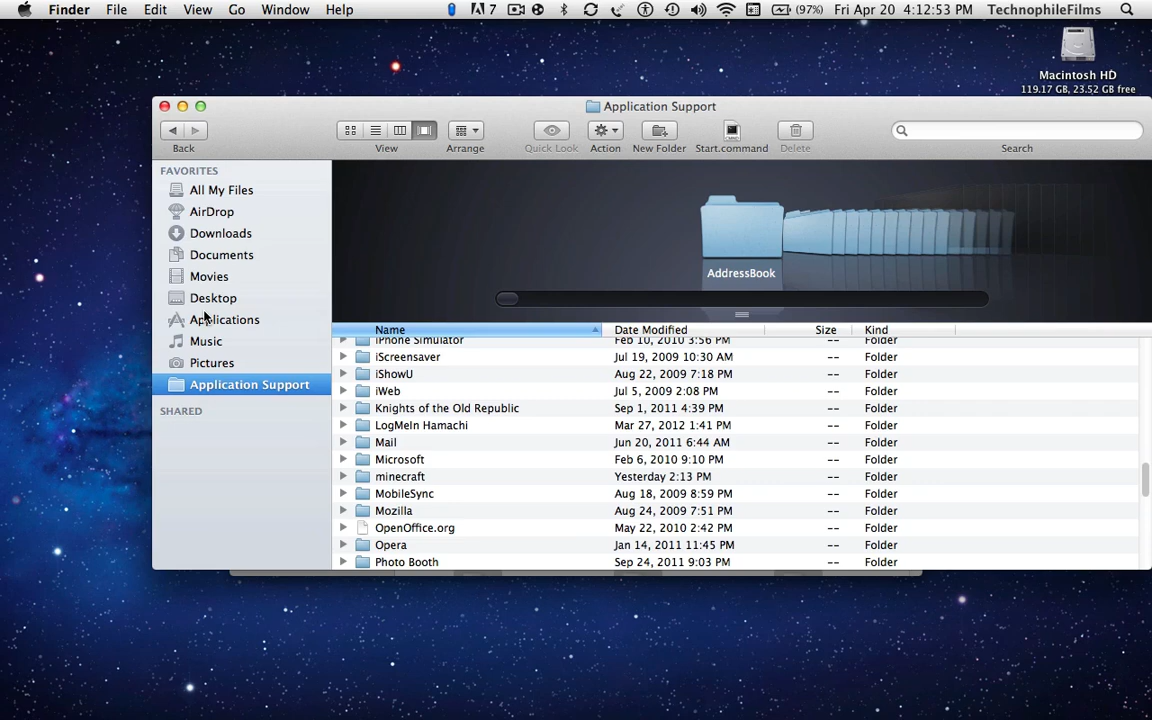 Finder File Edit View Go Window Help 7 (97%) Fri Apr 20 4:12:53 PM TechnophileFilms
Macintosh HD
119.17 GB, 23.52 GB free
Application Support
Back View Arrange Quick Look Action New Folder Start.command Delete Search
FAVORITES
All My Files
AirDrop
Downloads
Documents
Movies
Desktop
Applications
Music
Pictures
Application Support
SHARED
AddressBook
Name Date Modified Size Kind
iPhone Simulator Feb 10, 2010 3:56 PM -- Folder
iScreensaver Jul 19, 2009 10:30 AM -- Folder
iShowU Aug 22, 2009 7:18 PM -- Folder
iWeb Jul 5, 2009 2:08 PM -- Folder
Knights of the Old Republic Sep 1, 2011 4:39 PM -- Folder
LogMeIn Hamachi Mar 27, 2012 1:41 PM -- Folder
Mail Jun 20, 2011 6:44 AM -- Folder
Microsoft Feb 6, 2010 9:10 PM -- Folder
minecraft Yesterday 2:13 PM -- Folder
MobileSync Aug 18, 2009 8:59 PM -- Folder
Mozilla Aug 24, 2009 7:51 PM -- Folder
OpenOffice.org May 22, 2010 2:42 PM -- Folder
Opera Jan 14, 2011 11:45 PM -- Folder
Photo Booth Sep 24, 2011 9:03 PM -- Folder